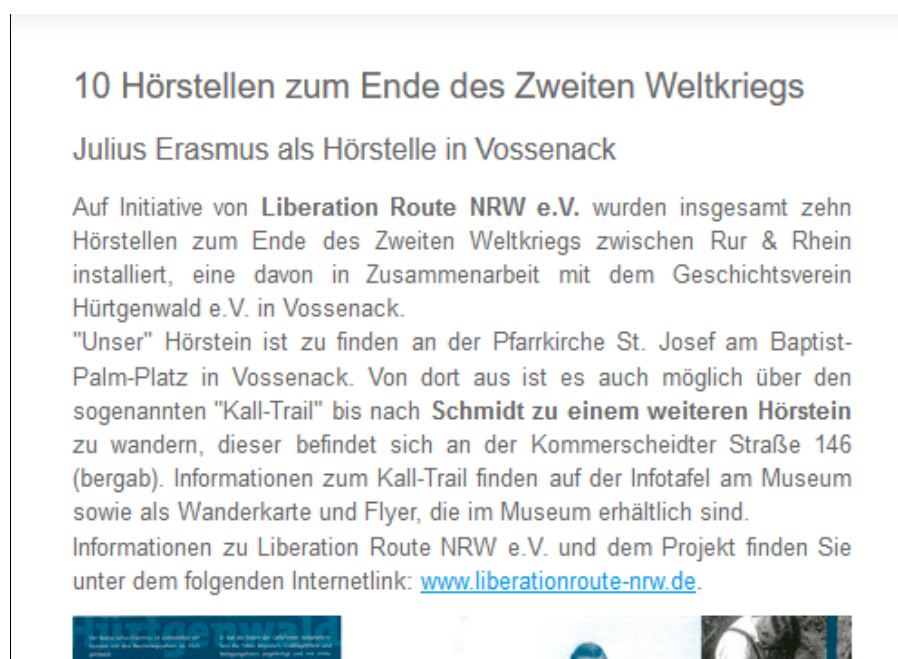 10 Hörstellen zum Ende des Zweiten Weltkriegs
Julius Erasmus als Hörstelle in Vossenack
Auf Initiative von Liberation Route NRW e.V. wurden insgesamt zehn
Hörstellen zum Ende des Zweiten Weltkriegs zwischen Rur & Rhein
installiert, eine davon in Zusammenarbeit mit dem Geschichtsverein
Hürtgenwald e.V. in Vossenack.
"Unser" Hörstein ist zu finden an der Pfarrkirche St. Josef am Baptist-
Palm-Platz in Vossenack. Von dort aus ist es auch möglich über den
sogenannten "Kall-Trail" bis nach Schmidt zu einem weiteren Hörstein
zu wandern, dieser befindet sich an der Kommerscheidter Straße 146
(bergab). Informationen zum Kall-Trail finden auf der Infotafel am Museum
sowie als Wanderkarte und Flyer, die im Museum erhältlich sind.
Informationen zu Liberation Route NRW e.V. und dem Projekt finden Sie
unter dem folgenden Internetlink: www.liberationroute-nrw.de.
Hürtgenwald